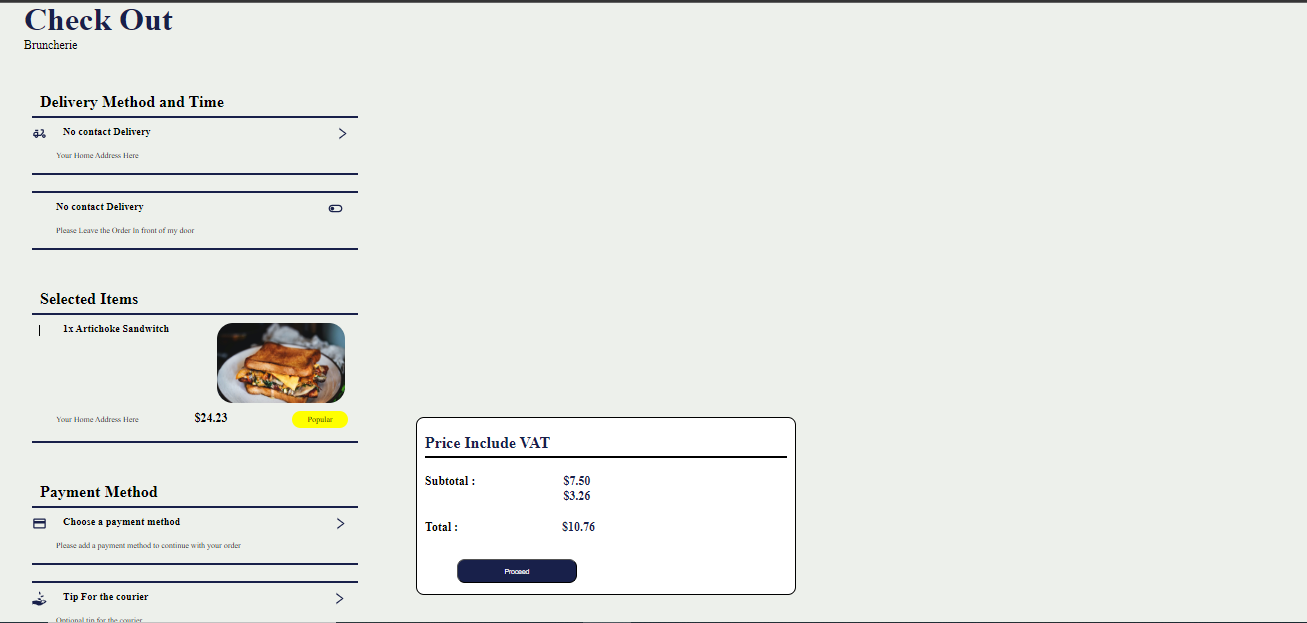 Check Out
Bruncherie
Delivery Method and Time
No contact Delivery
Your Home Address Here
No contact Delivery
Please Leave the Order In front of my door
Selected Items
1x Artichoke Sandwitch
Your Home Address Here
$24.23
Popular
Payment Method
Choose a payment method
Please add a payment method to continue with your order
Tip For the courier
Optional tip for the courier
Price Include VAT
Subtotal : $7.50
$3.26
Total : $10.76
Proceed